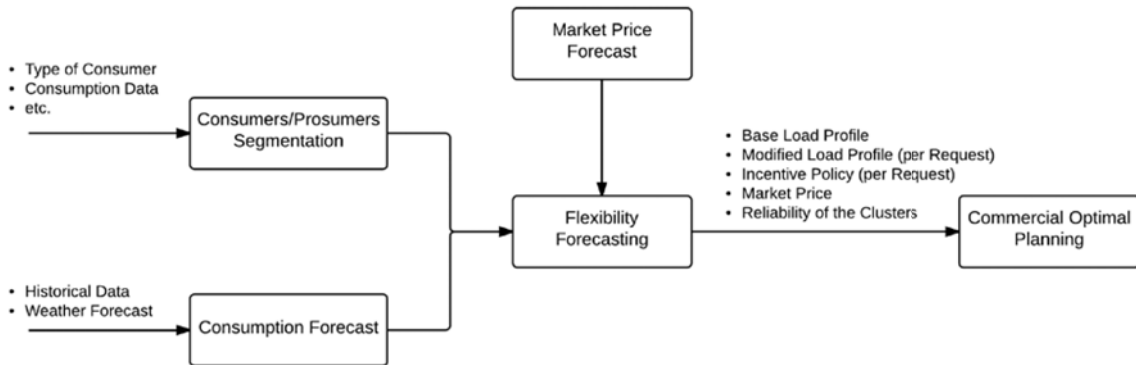 Market Price
Forecast
• Type of Consumer
• Consumption Data
• etc.
Consumers/Prosumers
Segmentation
• Base Load Profile
• Modified Load Profile (per Request)
• Incentive Policy (per Request)
• Market Price
• Reliability of the Clusters
Flexibility
Forecasting
Commercial Optimal
Planning
• Historical Data
• Weather Forecast
Consumption Forecast